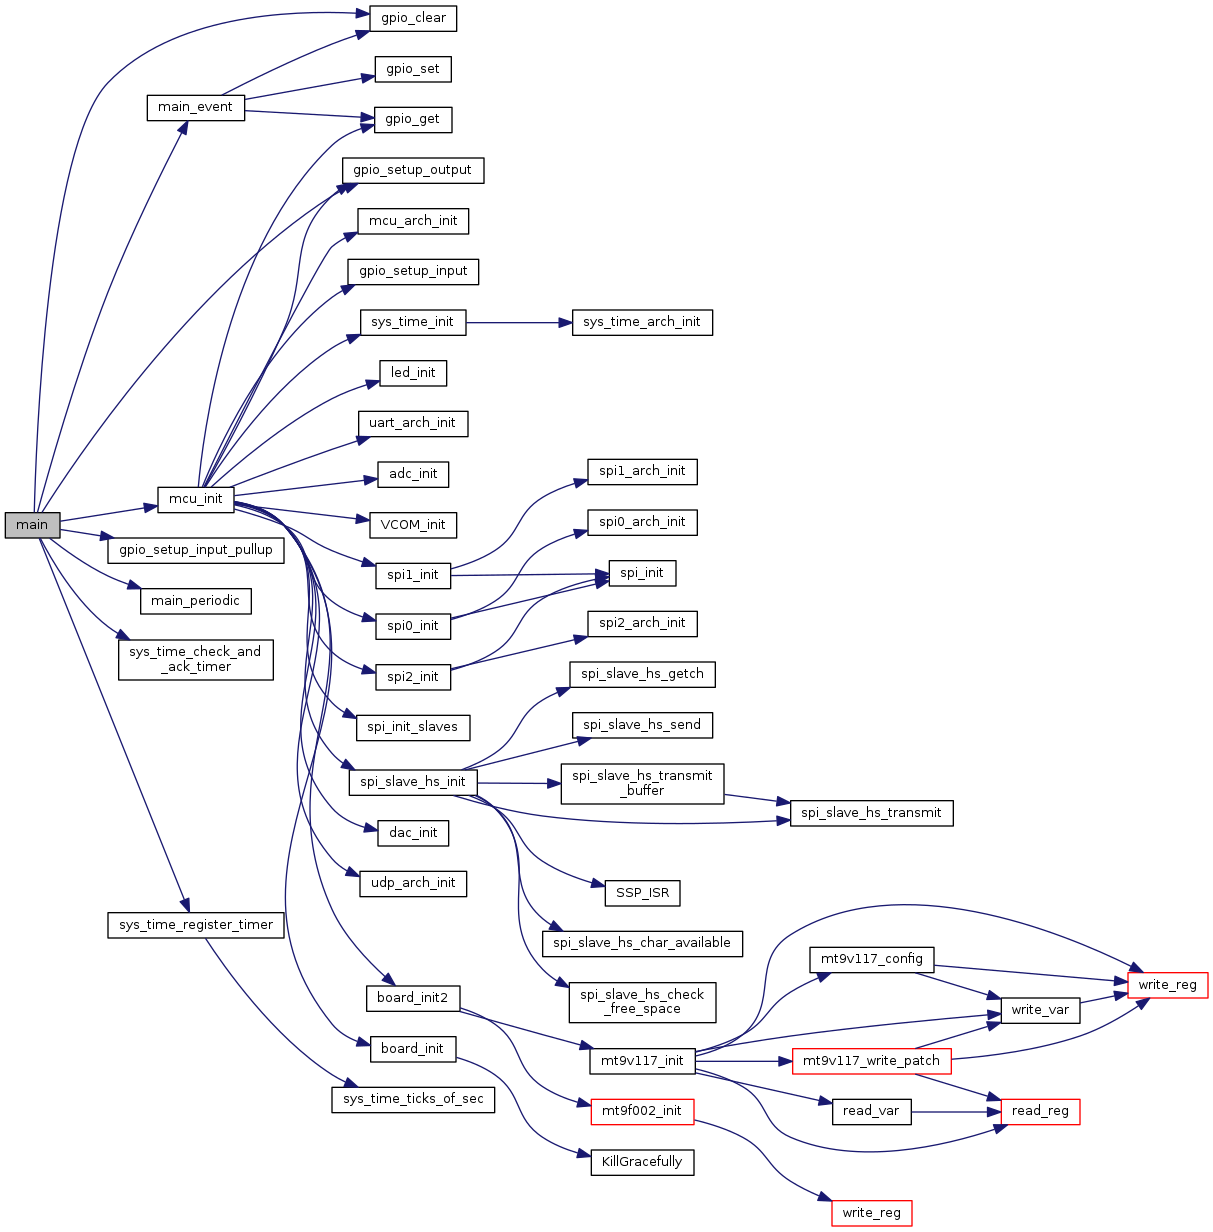 gpio_clear
gpio_set
main_event
gpio_get
gpio_setup_output
mcu_arch_init
gpio_setup_input
sys_time_init
sys_time_arch_init
led_init
uart_arch_init
adc_init
spi1_arch_init
mcu_init
main
VCOM_init
spi0_arch_init
gpio_setup_input_pullup
spi1_init
spi_init
main_periodic
spi0_init
spi2_arch_init
sys_time_check_and
_ack_timer
spi2_init
spi_slave_hs_getch
spi_init_slaves
spi_slave_hs_send
spi_slave_hs_init
spi_slave_hs_transmit
_buffer
spi_slave_hs_transmit
dac_init
udp_arch_init
SSP_ISR
sys_time_register_timer
spi_slave_hs_char_available
mt9v117_config
write_reg
board_init2
spi_slave_hs_check
_free_space
write_var
board_init
mt9v117_init
mt9v117_write_patch
sys_time_ticks_of_sec
mt9f002_init
read_var
read_reg
KillGracefully
write_reg